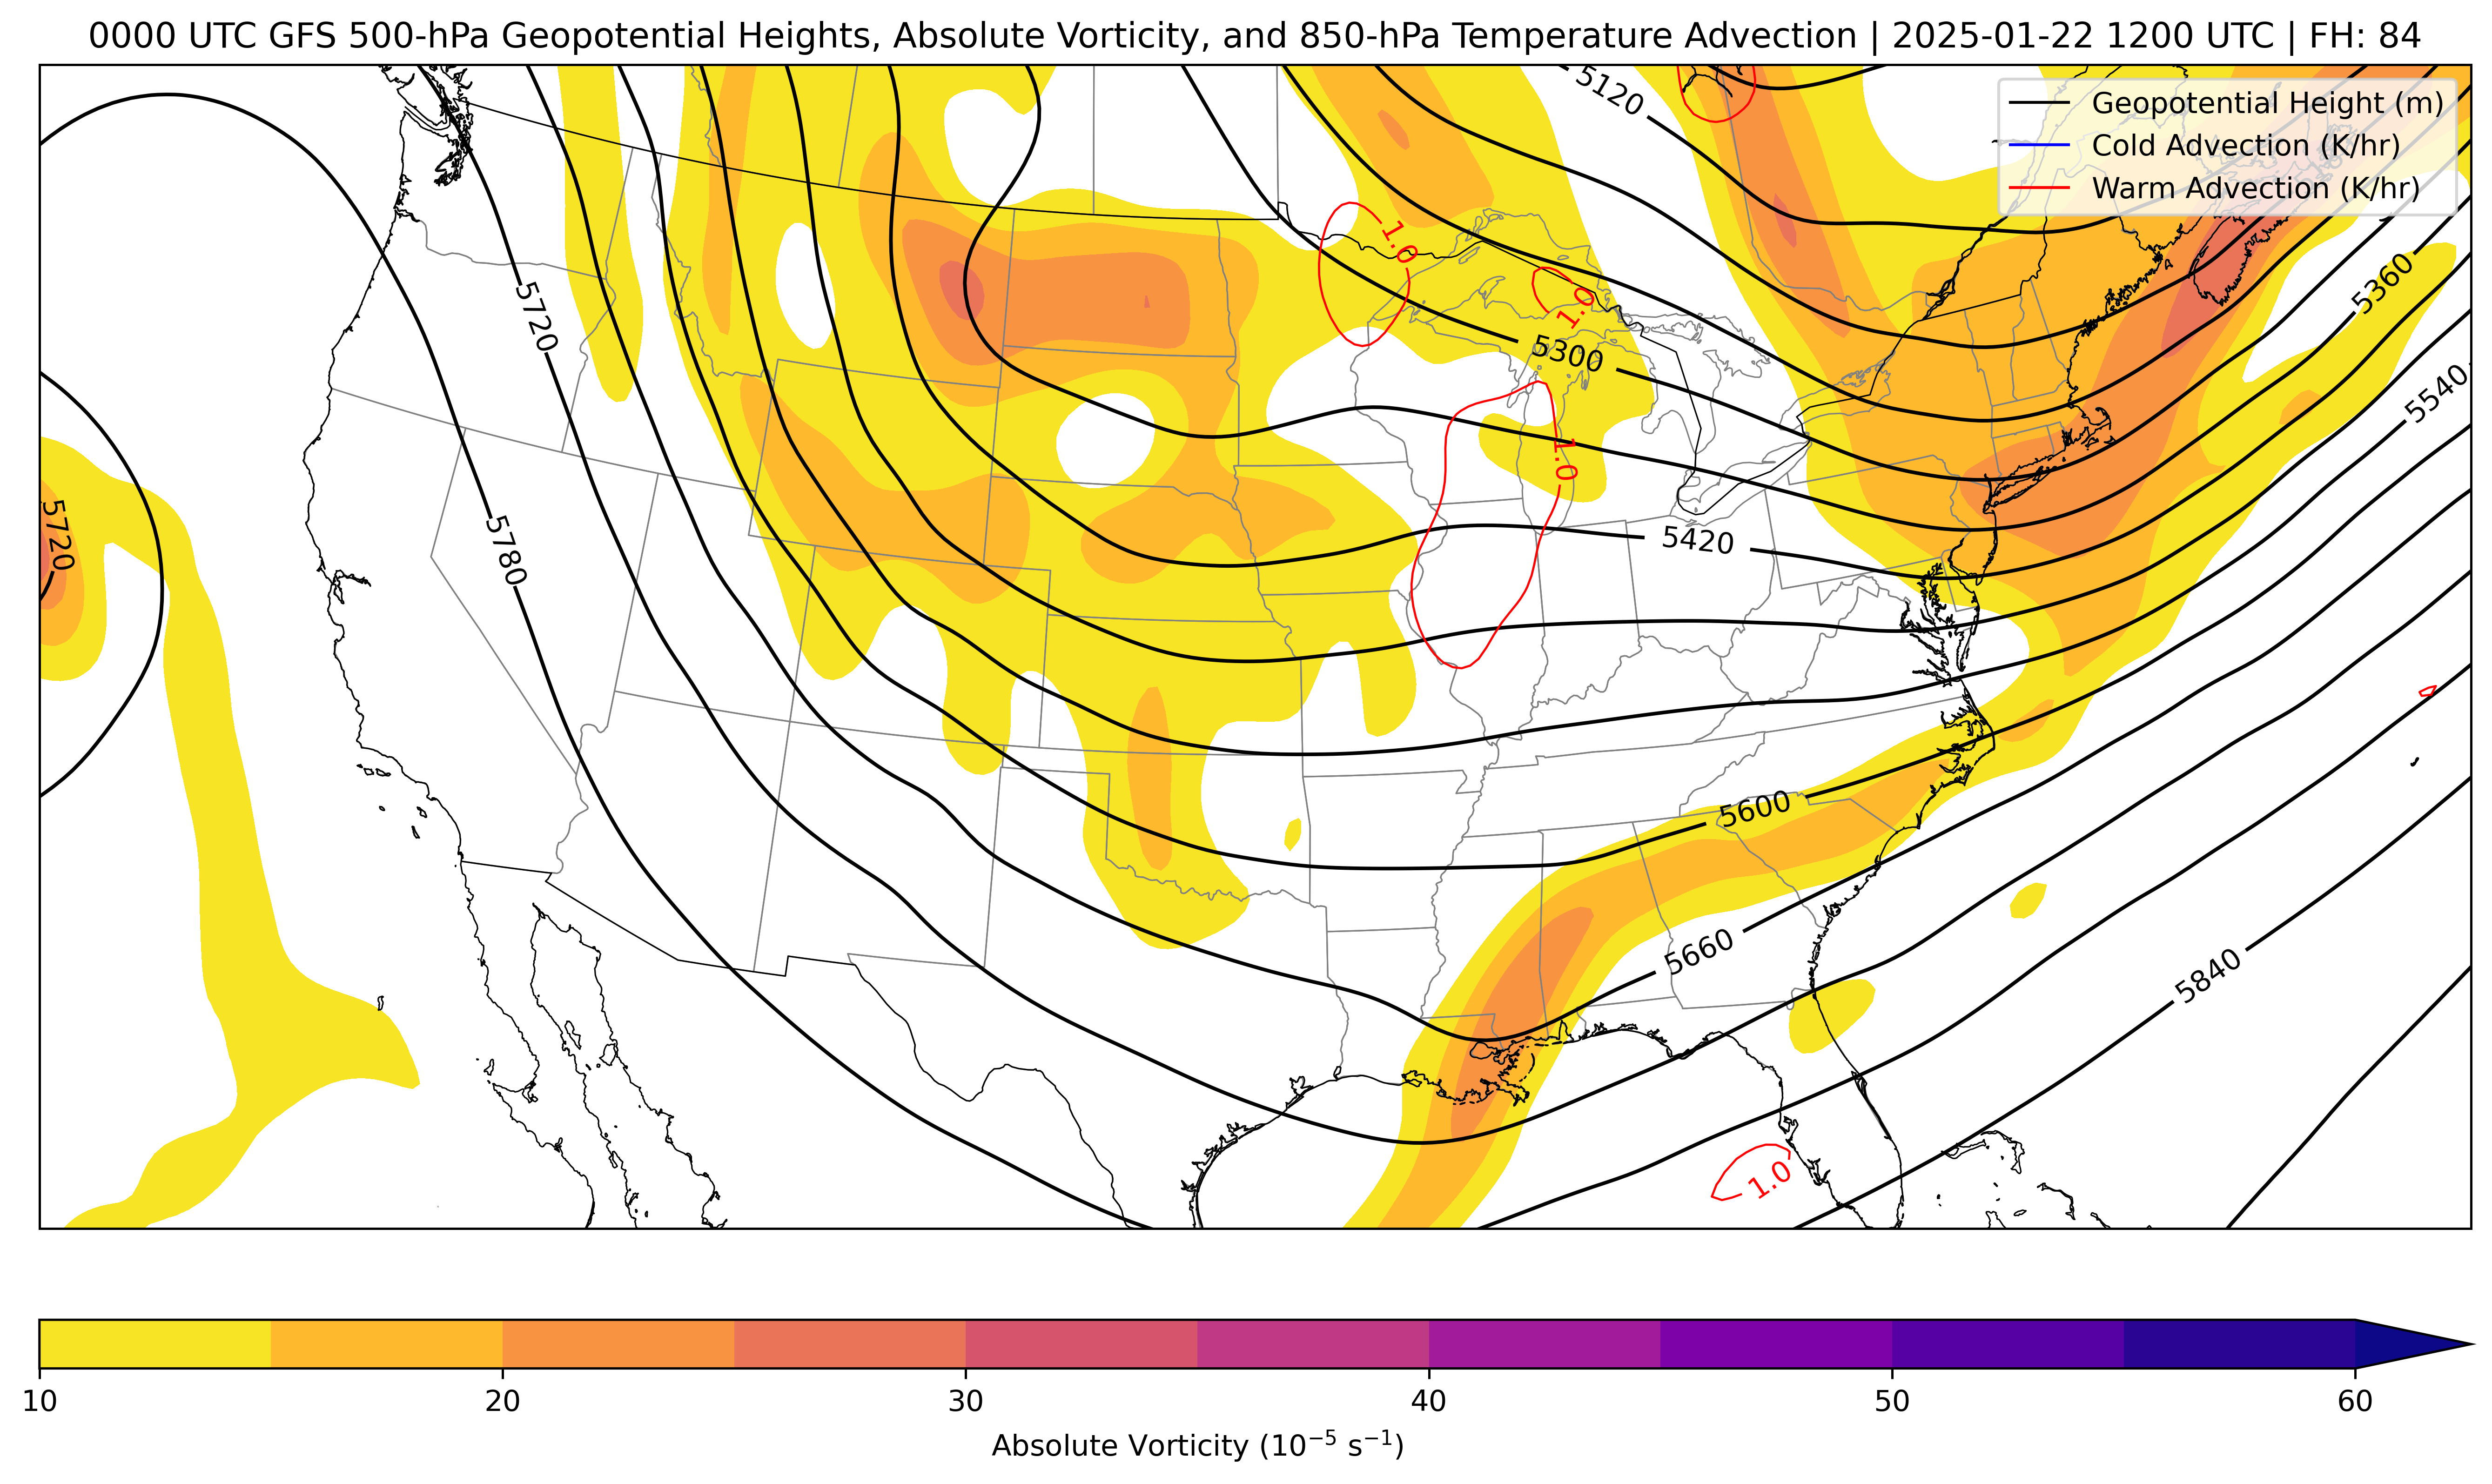 0000 UTC GFS 500-hPa Geopotential Heights, Absolute Vorticity, and 850-hPa Temperature Advection | 2025-01-22 1200 UTC | FH: 84
Geopotential Height (m)
Cold Advection (K/hr)
Warm Advection (K/hr)
5120
1.0
1.0
5360
5720
5300
5540
1.0
5720
5780
5420
5600
5660
5840
1.0
10 20 30 40 50 60
Absolute Vorticity (10⁻⁵ s⁻¹)